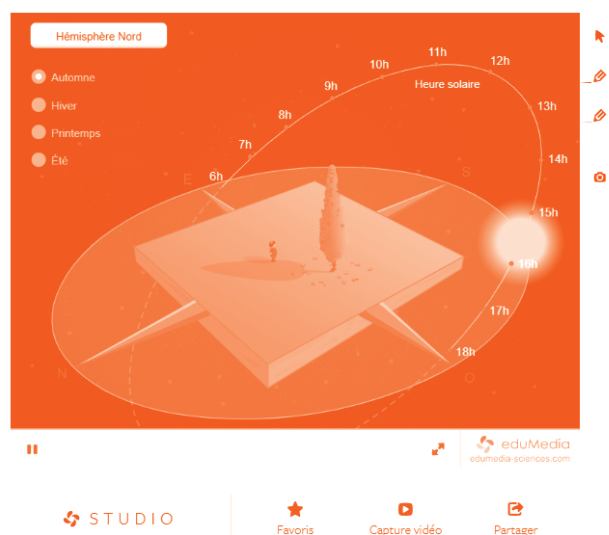 Hémisphère Nord
Automne
Hiver
Printemps
Été
6h
7h
8h
9h
10h
11h
12h
Heure solaire
13h
14h
15h
16h
17h
18h
E
S
N
O
eduMedia
edumedia-sciences.com
STUDIO
Favoris
Capture vidéo
Partager